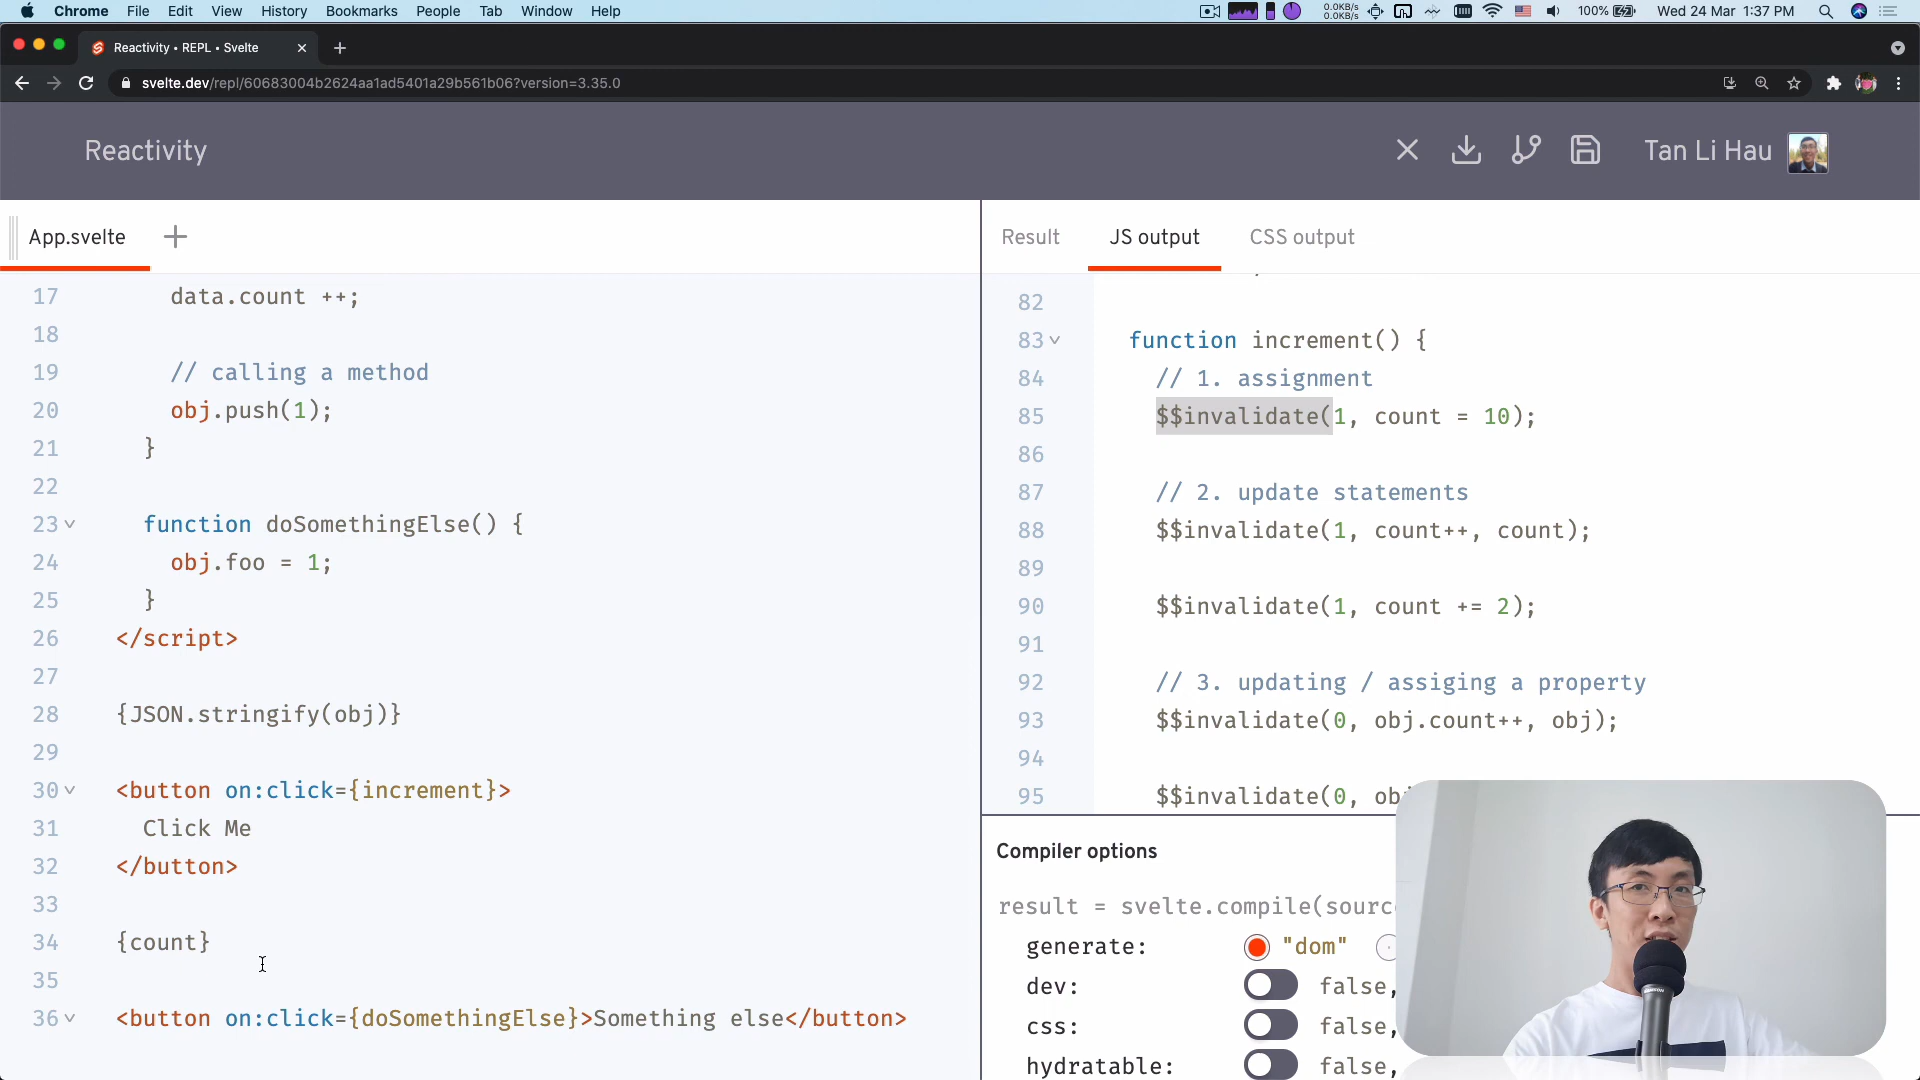 Chrome File Edit View History Bookmarks People Tab Window Help
0.0KB/s
0.0KB/s
100%
Wed 24 Mar 1:37 PM
Reactivity • REPL • Svelte
svelte.dev/repl/60683004b2624aa1ad5401a29b561b06?version=3.35.0
Reactivity
Tan Li Hau
App.svelte
17 data.count ++;
18
19 // calling a method
20 obj.push(1);
21 }
22
23 function doSomethingElse() {
24 obj.foo = 1;
25 }
26 </script>
27
28 {JSON.stringify(obj)}
29
30 <button on:click={increment}>
31 Click Me
32 </button>
33
34 {count}
35
36 <button on:click={doSomethingElse}>Something else</button>
Result JS output CSS output
82
83 function increment() {
84 // 1. assignment
85 $$invalidate(1, count = 10);
86
87 // 2. update statements
88 $$invalidate(1, count++, count);
89
90 $$invalidate(1, count += 2);
91
92 // 3. updating / assiging a property
93 $$invalidate(0, obj.count++, obj);
94
95 $$invalidate(0, ob
Compiler options
result = svelte.compile(sourc
generate: "dom"
dev: false,
css: false,
hydratable: false,